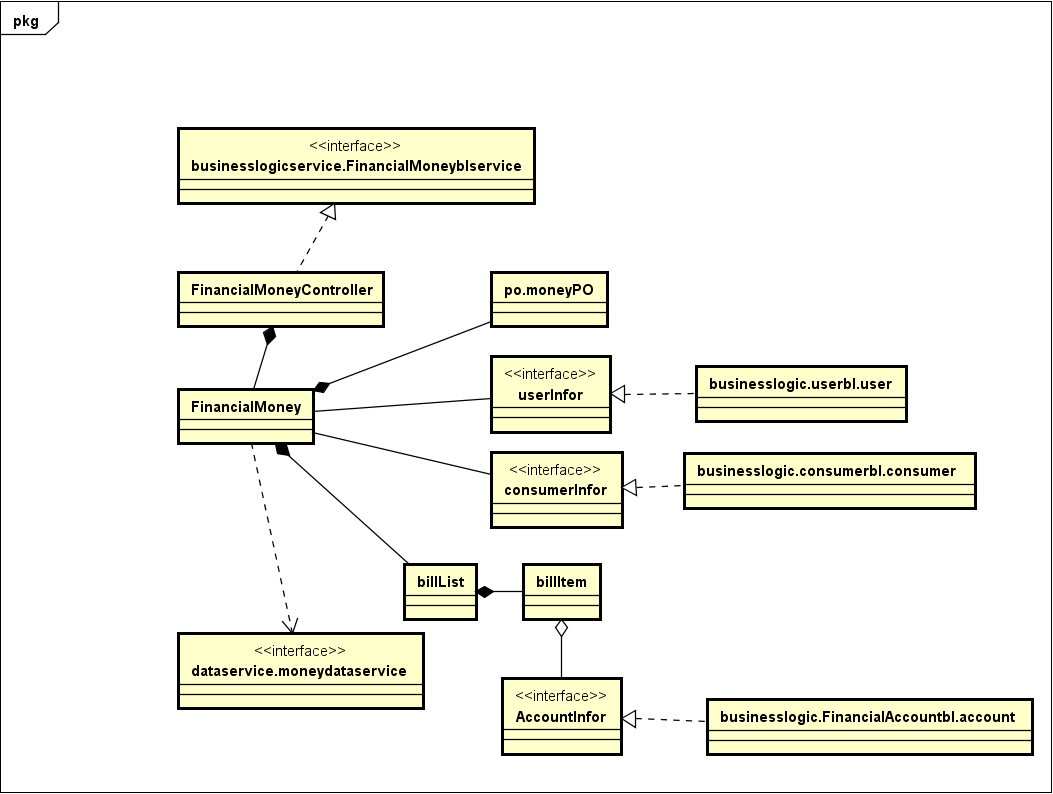 pkg
<<interface>>
businesslogicservice.FinancialMoneyblservice
FinancialMoneyController
po.moneyPO
<<interface>>
userInfor
businesslogic.userbl.user
FinancialMoney
<<interface>>
consumerInfor
businesslogic.consumerbl.consumer
billList
billItem
<<interface>>
dataservice.moneydataservice
<<interface>>
AccountInfor
businesslogic.FinancialAccountbl.account